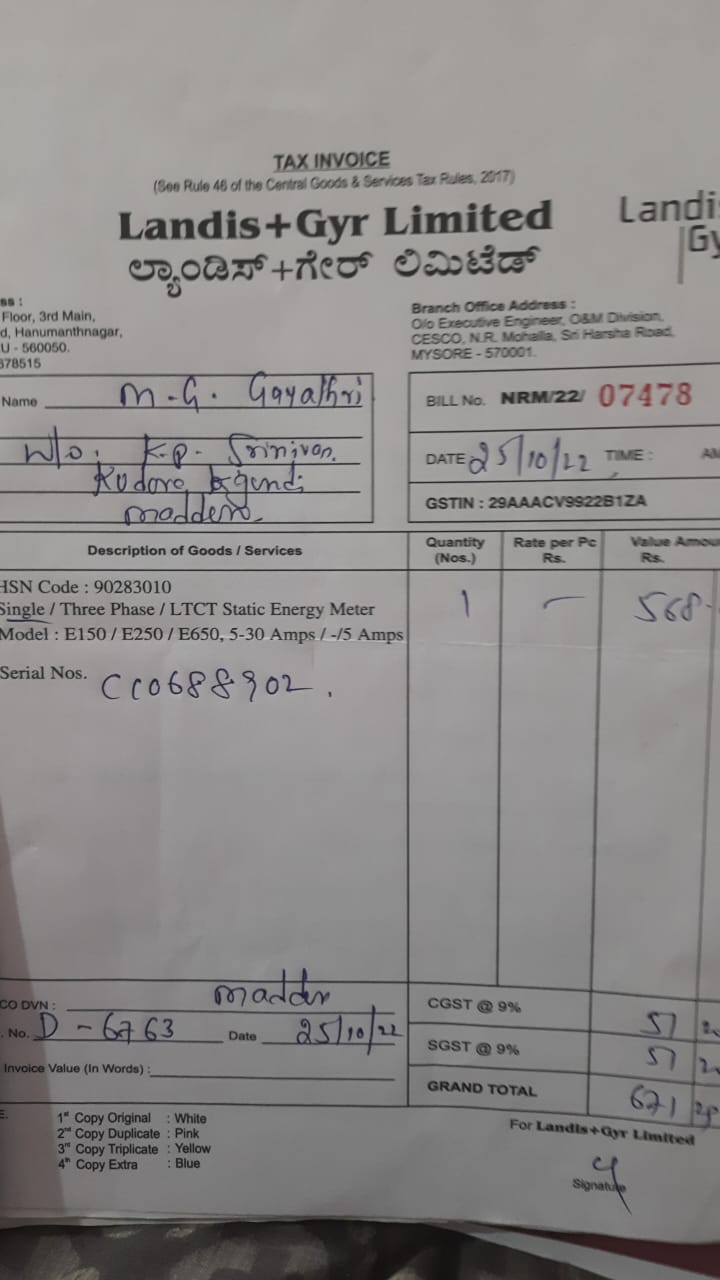 TAX INVOICE
(See Rule 46 of the Central Goods & Services Tax Rules, 2017)
Landis+Gyr Limited
ಲ್ಯಾಂಡಿಸ್+ಗೇರ್ ಲಿಮಿಟೆಡ್
Landi
Gy
ss :
Floor, 3rd Main,
d, Hanumanthnagar,
U - 560050.
678515
Branch Office Address :
O/o Executive Engineer, O&M Division,
CESCO, N.R. Mohalla, Sri Harsha Road,
MYSORE - 570001.
Name M.G. Gayathri
W/o. K.P. Srinivan.
BILL No. NRM/22/ 07478
DATE 25/10/22 TIME : AM
GSTIN : 29AAACV9922B1ZA
Description of Goods / Services
Quantity (Nos.)
Rate per Pc Rs.
Value Amou Rs.
HSN Code : 90283010
Single / Three Phase / LTCT Static Energy Meter 1 - 568-
Model : E150 / E250 / E650, 5-30 Amps / -/5 Amps
Serial Nos. CC0688902.
CO DVN : Maddur
. No. D - 6763 Date 25/10/22
Invoice Value (In Words) :
CGST @ 9% 51
SGST @ 9% 51
GRAND TOTAL 671
E.
1st Copy Original : White
2nd Copy Duplicate : Pink
3rd Copy Triplicate : Yellow
4th Copy Extra : Blue
For Landis+Gyr Limited
Signature